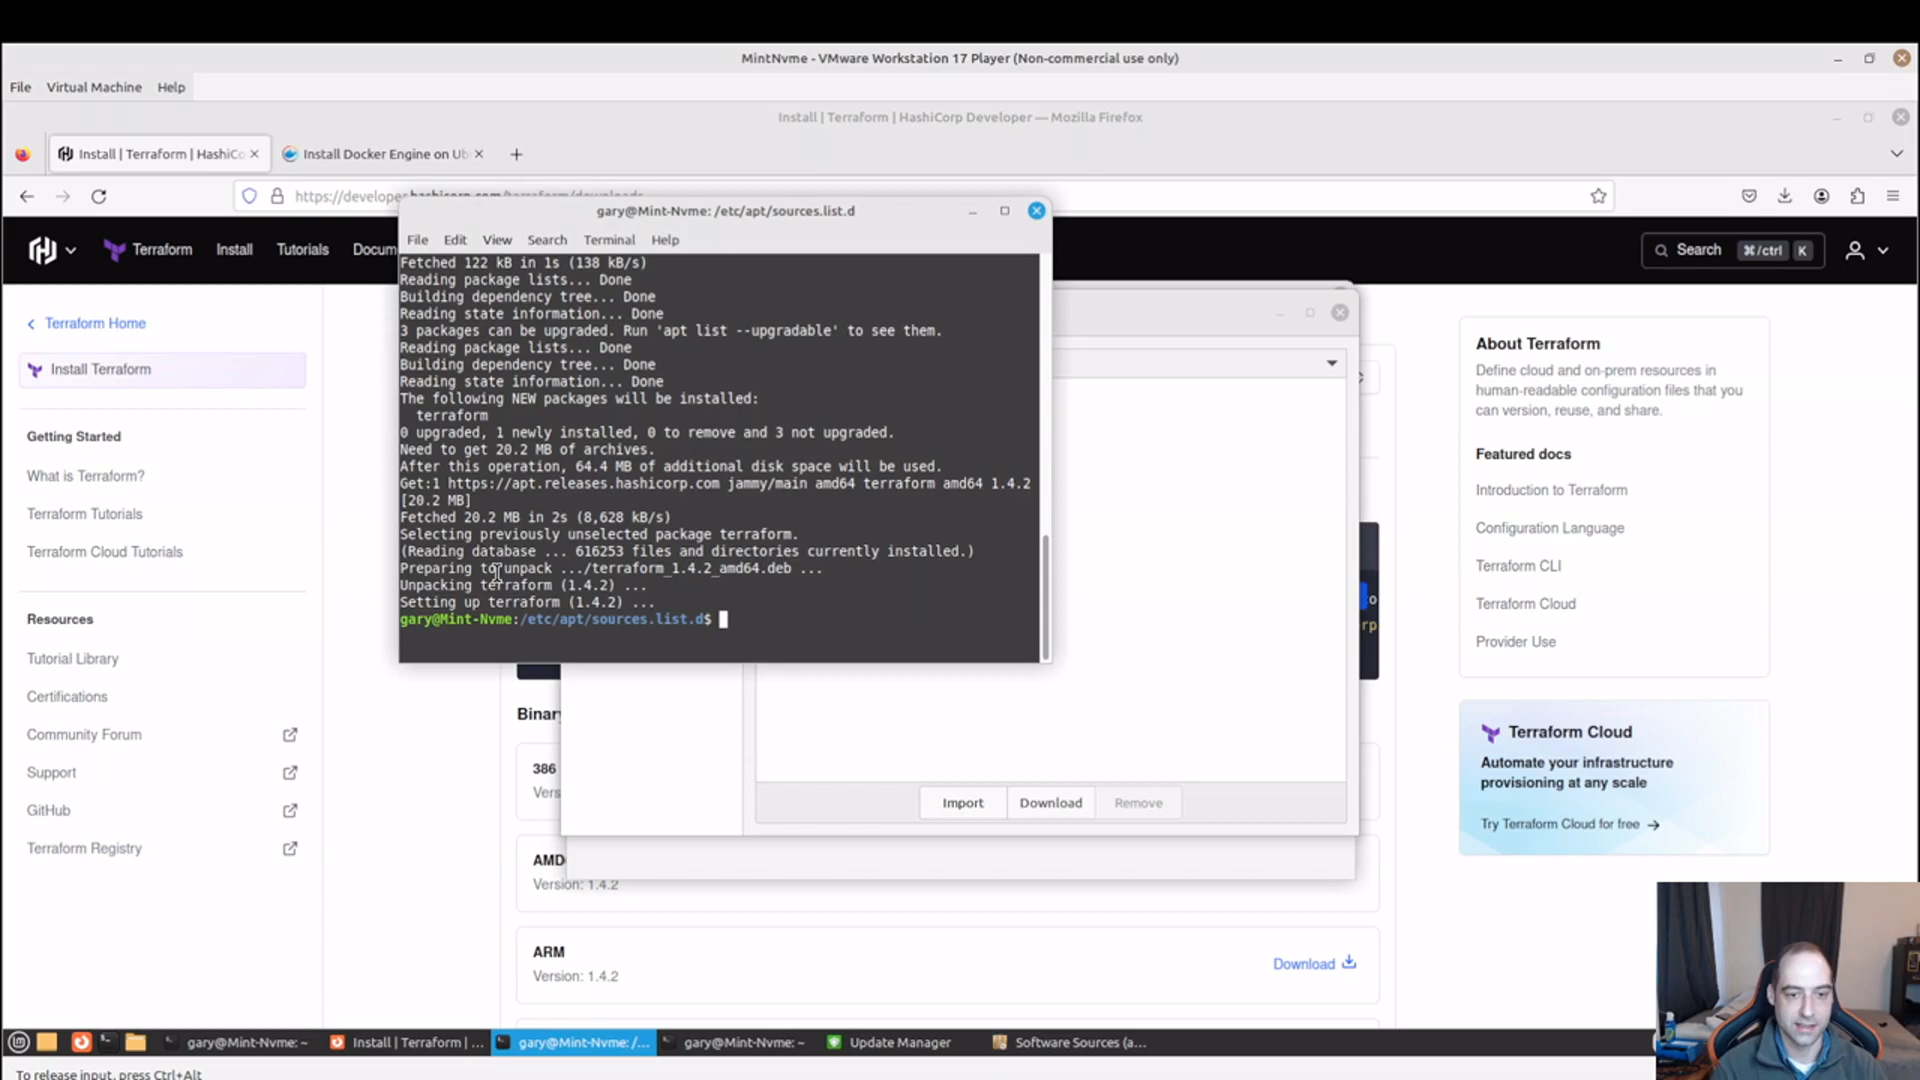 MintNvme - VMware Workstation 17 Player (Non-commercial use only)
File Virtual Machine Help
Install | Terraform | HashiCorp Developer — Mozilla Firefox
Install | Terraform | HashiCo
Install Docker Engine on Ub
https://developer.hashicorp.com/terraform/downloads
Terraform Install Tutorials Docum
Search ⌘/ctrl K
gary@Mint-Nvme: /etc/apt/sources.list.d
File Edit View Search Terminal Help
Fetched 122 kB in 1s (138 kB/s)
Reading package lists... Done
Building dependency tree... Done
Reading state information... Done
3 packages can be upgraded. Run 'apt list --upgradable' to see them.
Reading package lists... Done
Building dependency tree... Done
Reading state information... Done
The following NEW packages will be installed:
terraform
0 upgraded, 1 newly installed, 0 to remove and 3 not upgraded.
Need to get 20.2 MB of archives.
After this operation, 64.4 MB of additional disk space will be used.
Get:1 https://apt.releases.hashicorp.com jammy/main amd64 terraform amd64 1.4.2
[20.2 MB]
Fetched 20.2 MB in 2s (8,628 kB/s)
Selecting previously unselected package terraform.
(Reading database ... 616253 files and directories currently installed.)
Preparing to unpack .../terraform_1.4.2_amd64.deb ...
Unpacking terraform (1.4.2) ...
Setting up terraform (1.4.2) ...
gary@Mint-Nvme:/etc/apt/sources.list.d$
Terraform Home
Install Terraform
Getting Started
What is Terraform?
Terraform Tutorials
Terraform Cloud Tutorials
Resources
Tutorial Library
Certifications
Community Forum
Support
GitHub
Terraform Registry
o
rp
Binary
386
Vers
Import Download Remove
AMD
Version: 1.4.2
ARM
Version: 1.4.2
Download
About Terraform
Define cloud and on-prem resources in
human-readable configuration files that you
can version, reuse, and share.
Featured docs
Introduction to Terraform
Configuration Language
Terraform CLI
Terraform Cloud
Provider Use
Terraform Cloud
Automate your infrastructure
provisioning at any scale
Try Terraform Cloud for free
gary@Mint-Nvme: ~
Install | Terraform | ...
gary@Mint-Nvme: /...
gary@Mint-Nvme: ~
Update Manager
Software Sources (a...
To release input, press Ctrl+Alt